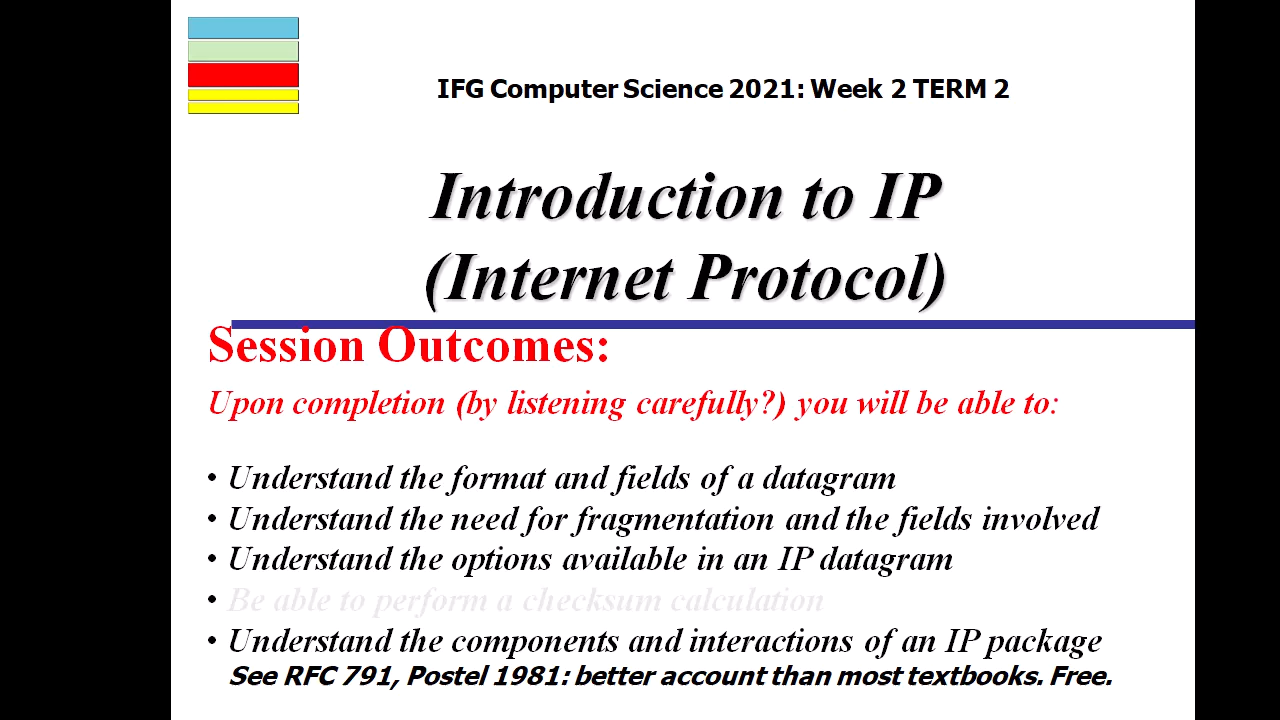 IFG Computer Science 2021: Week 2 TERM 2
Introduction to IP
(Internet Protocol)
Session Outcomes:
Upon completion (by listening carefully?) you will be able to:
• Understand the format and fields of a datagram
• Understand the need for fragmentation and the fields involved
• Understand the options available in an IP datagram
• Be able to perform a checksum calculation
• Understand the components and interactions of an IP package
See RFC 791, Postel 1981: better account than most textbooks. Free.